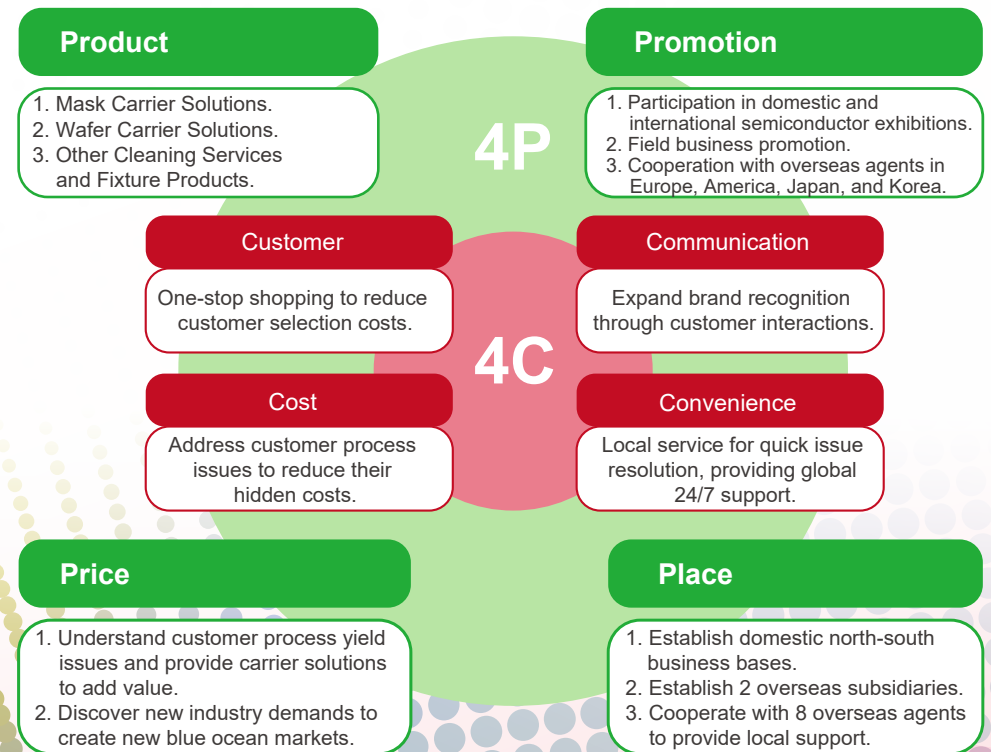 Product
1. Mask Carrier Solutions.
2. Wafer Carrier Solutions.
3. Other Cleaning Services
and Fixture Products.
Promotion
1. Participation in domestic and
international semiconductor exhibitions.
2. Field business promotion.
3. Cooperation with overseas agents in
Europe, America, Japan, and Korea.
4P
Customer
One-stop shopping to reduce
customer selection costs.
Communication
Expand brand recognition
through customer interactions.
4C
Cost
Address customer process
issues to reduce their
hidden costs.
Convenience
Local service for quick issue
resolution, providing global
24/7 support.
Price
1. Understand customer process yield
issues and provide carrier solutions
to add value.
2. Discover new industry demands to
create new blue ocean markets.
Place
1. Establish domestic north-south
business bases.
2. Establish 2 overseas subsidiaries.
3. Cooperate with 8 overseas agents
to provide local support.